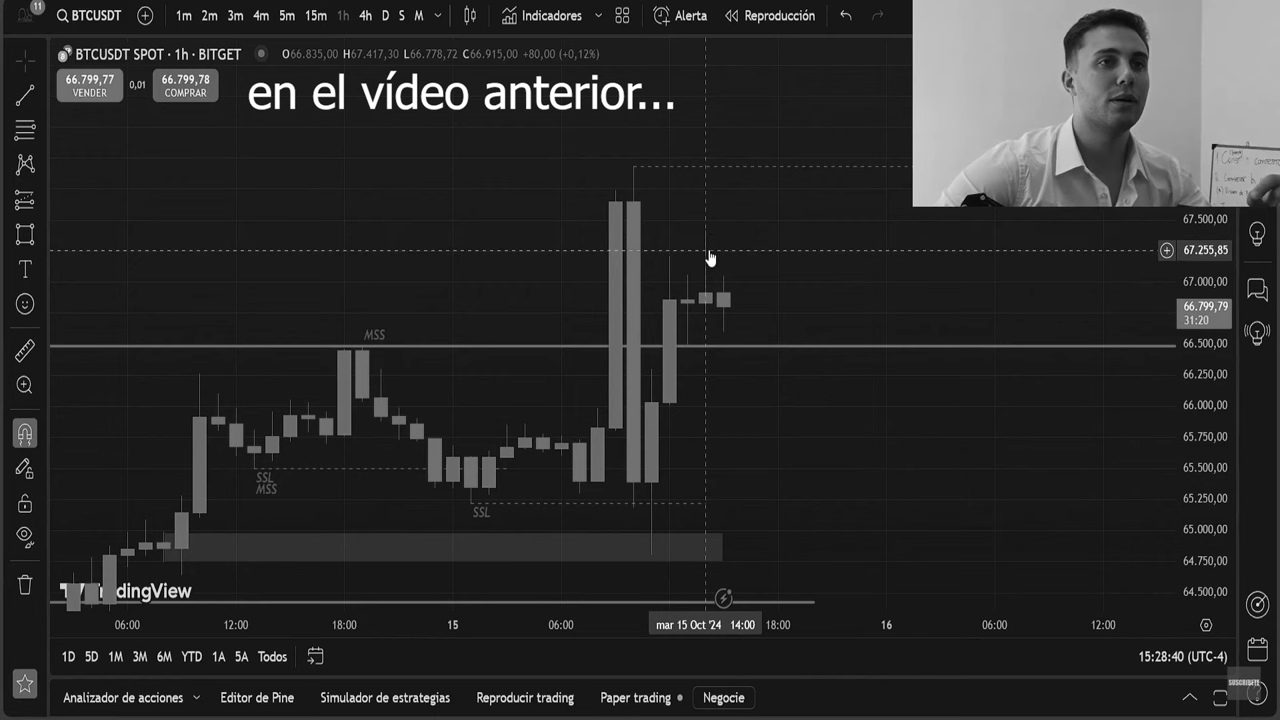 11
BTCUSDT
1m 2m 3m 4m 5m 15m 1h 4h D S M
Indicadores
Alerta
Reproducción
BTCUSDT SPOT · 1h · BITGET
O66.835,00 H67.417,30 L66.778,72 C66.915,00 +80,00 (+0,12%)
66.799,77
VENDER
0,01
66.799,78
COMPRAR
en el vídeo anterior...
67.500,00
67.255,85
67.000,00
66.799,79
31:20
66.500,00
66.250,00
66.000,00
65.750,00
65.500,00
65.250,00
65.000,00
64.750,00
64.500,00
MSS
SSL
MSS
SSL
TradingView
06:00 12:00 18:00 15 06:00 mar 15 Oct '24 14:00 18:00 16 06:00 12:00
1D 5D 1M 3M 6M YTD 1A 5A Todos
15:28:40 (UTC-4)
SUSCRIBETE
Analizador de acciones Editor de Pine Simulador de estrategias Reproducir trading Paper trading Negocie